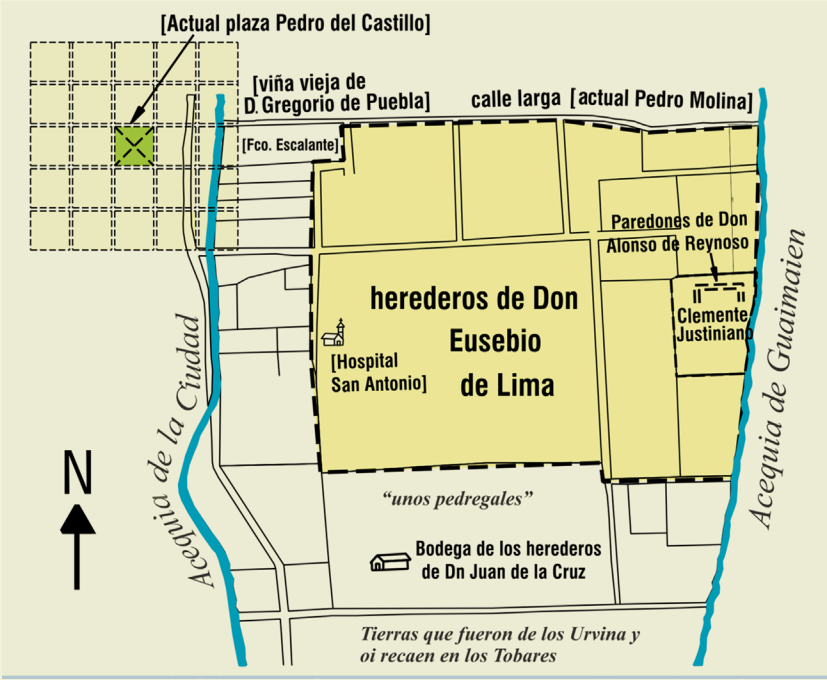 [Actual plaza Pedro del Castillo]
[viña vieja de
D. Gregorio de Puebla]
calle larga [actual Pedro Molina]
[Fco. Escalante]
Paredones de Don
Alonso de Reynoso
Clemente
Justiniano
herederos de Don
Eusebio
de Lima
[Hospital
San Antonio]
Acequia de la Ciudad
Acequia de Guaimaien
N
“unos pedregales”
Bodega de los herederos
de Dn Juan de la Cruz
Tierras que fueron de los Urvina y
oi recaen en los Tobares